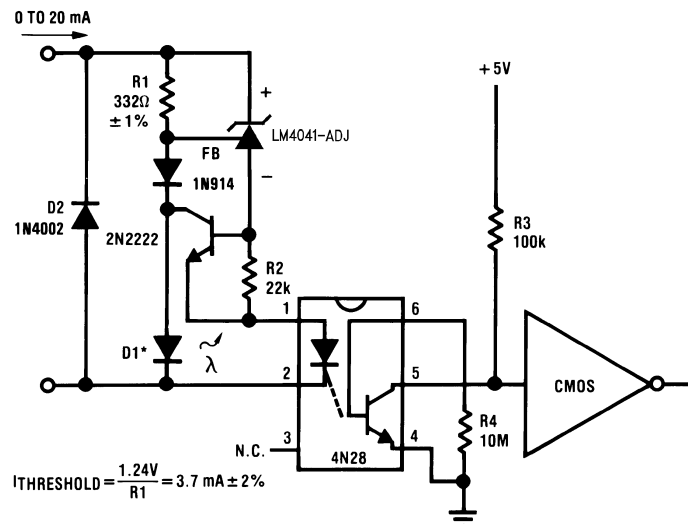 0 TO 20 mA
R1
332Ω
±1%
+
LM4041-ADJ
FB
−
1N914
D2
1N4002
2N2222
R2
22k
+5V
R3
100k
D1*
λ
1
2
3
N.C.
6
5
4
4N28
R4
10M
CMOS
ITHRESHOLD = 1.24V / R1 = 3.7 mA ± 2%